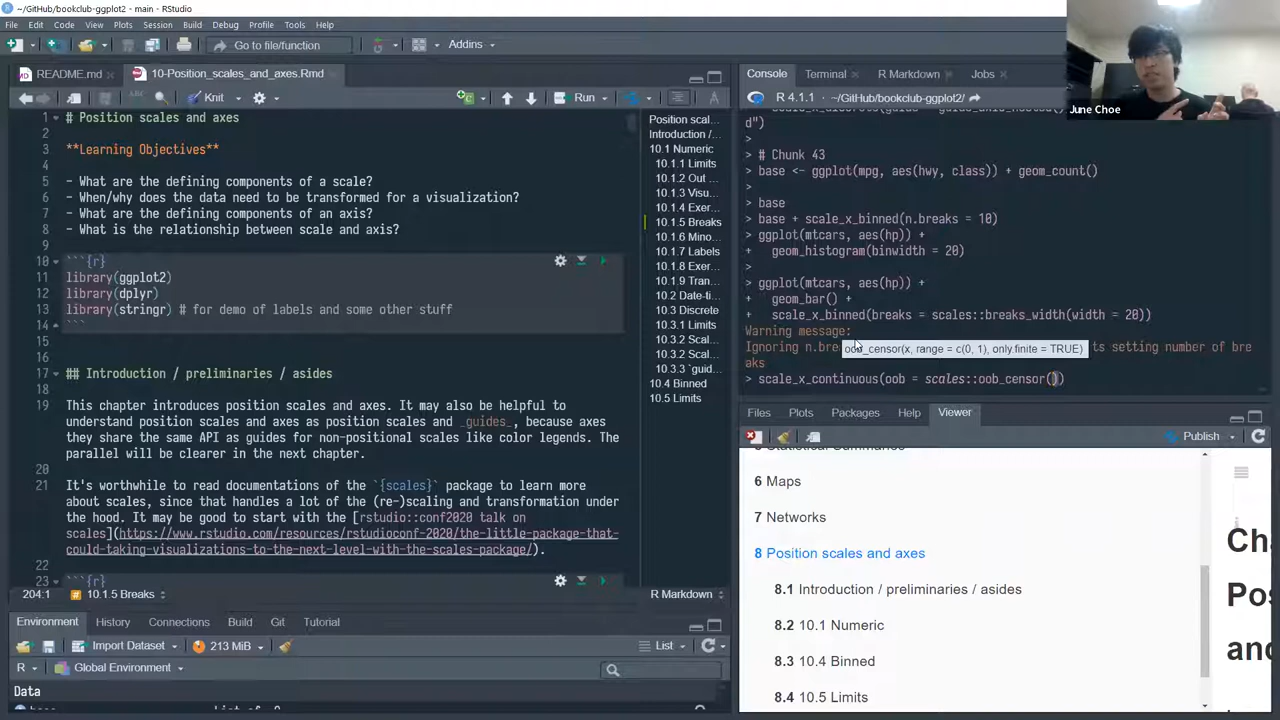 ~/GitHub/bookclub-ggplot2 - main - RStudio
File Edit Code View Plots Session Build Debug Profile Tools Help
Go to file/function Addins
README.md 10-Position_scales_and_axes.Rmd
Knit Run
1 # Position scales and axes
2
3 **Learning Objectives**
4
5 - What are the defining components of a scale?
6 - When/why does the data need to be transformed for a visualization?
7 - What are the defining components of an axis?
8 - What is the relationship between scale and axis?
9
10 ```{r}
11 library(ggplot2)
12 library(dplyr)
13 library(stringr) # for demo of labels and some other stuff
14 ```
15
16
17 ## Introduction / preliminaries / asides
18
19 This chapter introduces position scales and axes. It may also be helpful to
understand position scales and axes as position scales and _guides_, because axes
they share the same API as guides for non-positional scales like color legends. The
parallel will be clearer in the next chapter.
20
21 It's worthwhile to read documentations of the `{scales}` package to learn more
about scales, since that handles a lot of the (re-)scaling and transformation under
the hood. It may be good to start with the [rstudio::conf2020 talk on
scales](https://www.rstudio.com/resources/rstudioconf-2020/the-little-package-that-
could-taking-visualizations-to-the-next-level-with-the-scales-package/).
22
23 ```{r}
204:1 10.1.5 Breaks R Markdown
Position scal...
Introduction /...
10.1 Numeric
10.1.1 Limits
10.1.2 Out ...
10.1.3 Visu...
10.1.4 Exer...
10.1.5 Breaks
10.1.6 Mino...
10.1.7 Labels
10.1.8 Exer...
10.1.9 Tran...
10.2 Date-ti...
10.3 Discrete
10.3.1 Limits
10.3.2 Scal...
10.3.2 Scal...
10.3.3 `guid...
10.4 Binned
10.5 Limits
Environment History Connections Build Git Tutorial
Import Dataset 213 MiB List
R Global Environment
Data
Console Terminal R Markdown Jobs
R 4.1.1 · ~/GitHub/bookclub-ggplot2/
d")
>
> # Chunk 43
> base <- ggplot(mpg, aes(hwy, class)) + geom_count()
>
> base
> base + scale_x_binned(n.breaks = 10)
> ggplot(mtcars, aes(hp)) +
+ geom_histogram(binwidth = 20)
>
> ggplot(mtcars, aes(hp)) +
+ geom_bar() +
+ scale_x_binned(breaks = scales::breaks_width(width = 20))
Warning message:
Ignoring n.bre
oob_censor(x, range = c(0, 1), only.finite = TRUE)
ts setting number of bre
aks
> scale_x_continuous(oob = scales::oob_censor())
June Choe
Files Plots Packages Help Viewer
Publish
6 Maps
7 Networks
8 Position scales and axes
8.1 Introduction / preliminaries / asides
8.2 10.1 Numeric
8.3 10.4 Binned
8.4 10.5 Limits
Ch
Pos
and